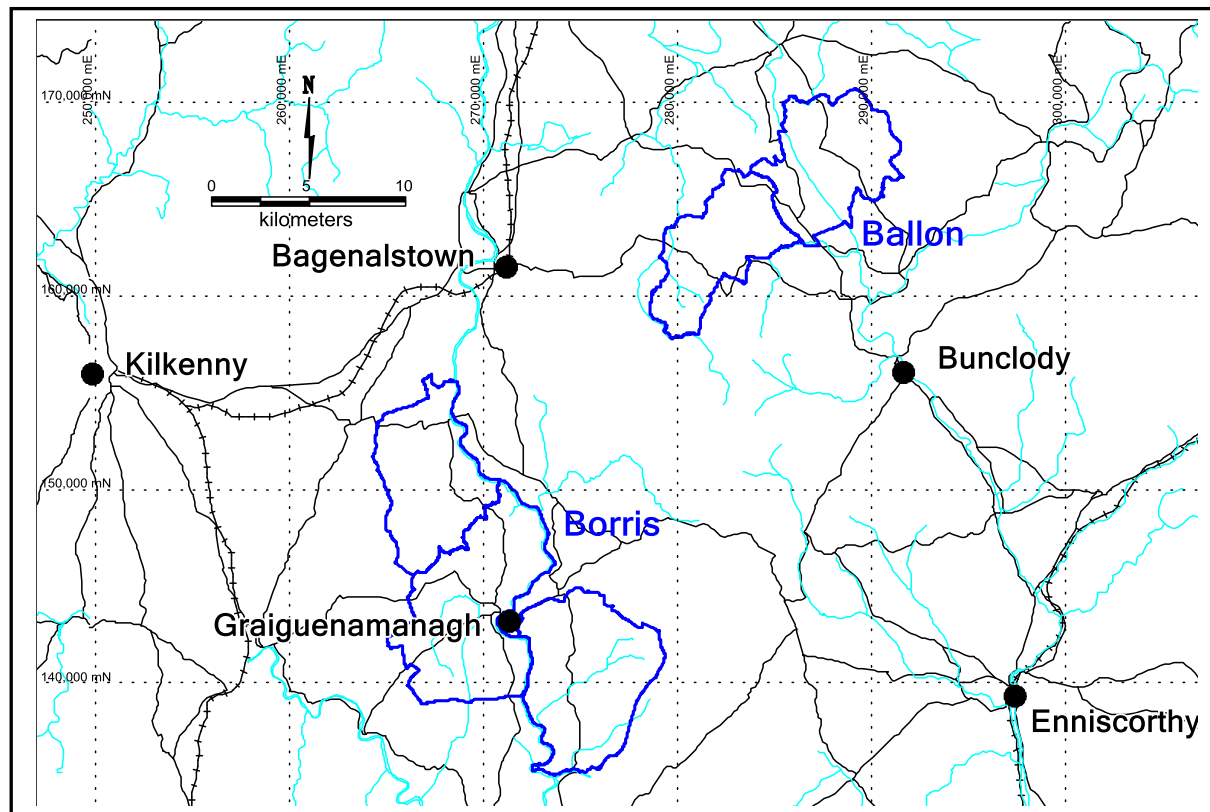 250,000 mE
260,000 mE
270,000 mE
280,000 mE
290,000 mE
300,000 mE
170,000 mN
N
0 5 10
kilometers
Ballon
Bagenalstown
160,000 mN
Kilkenny
Bunclody
150,000 mN
Borris
Graiguenamanagh
140,000 mN
Enniscorthy